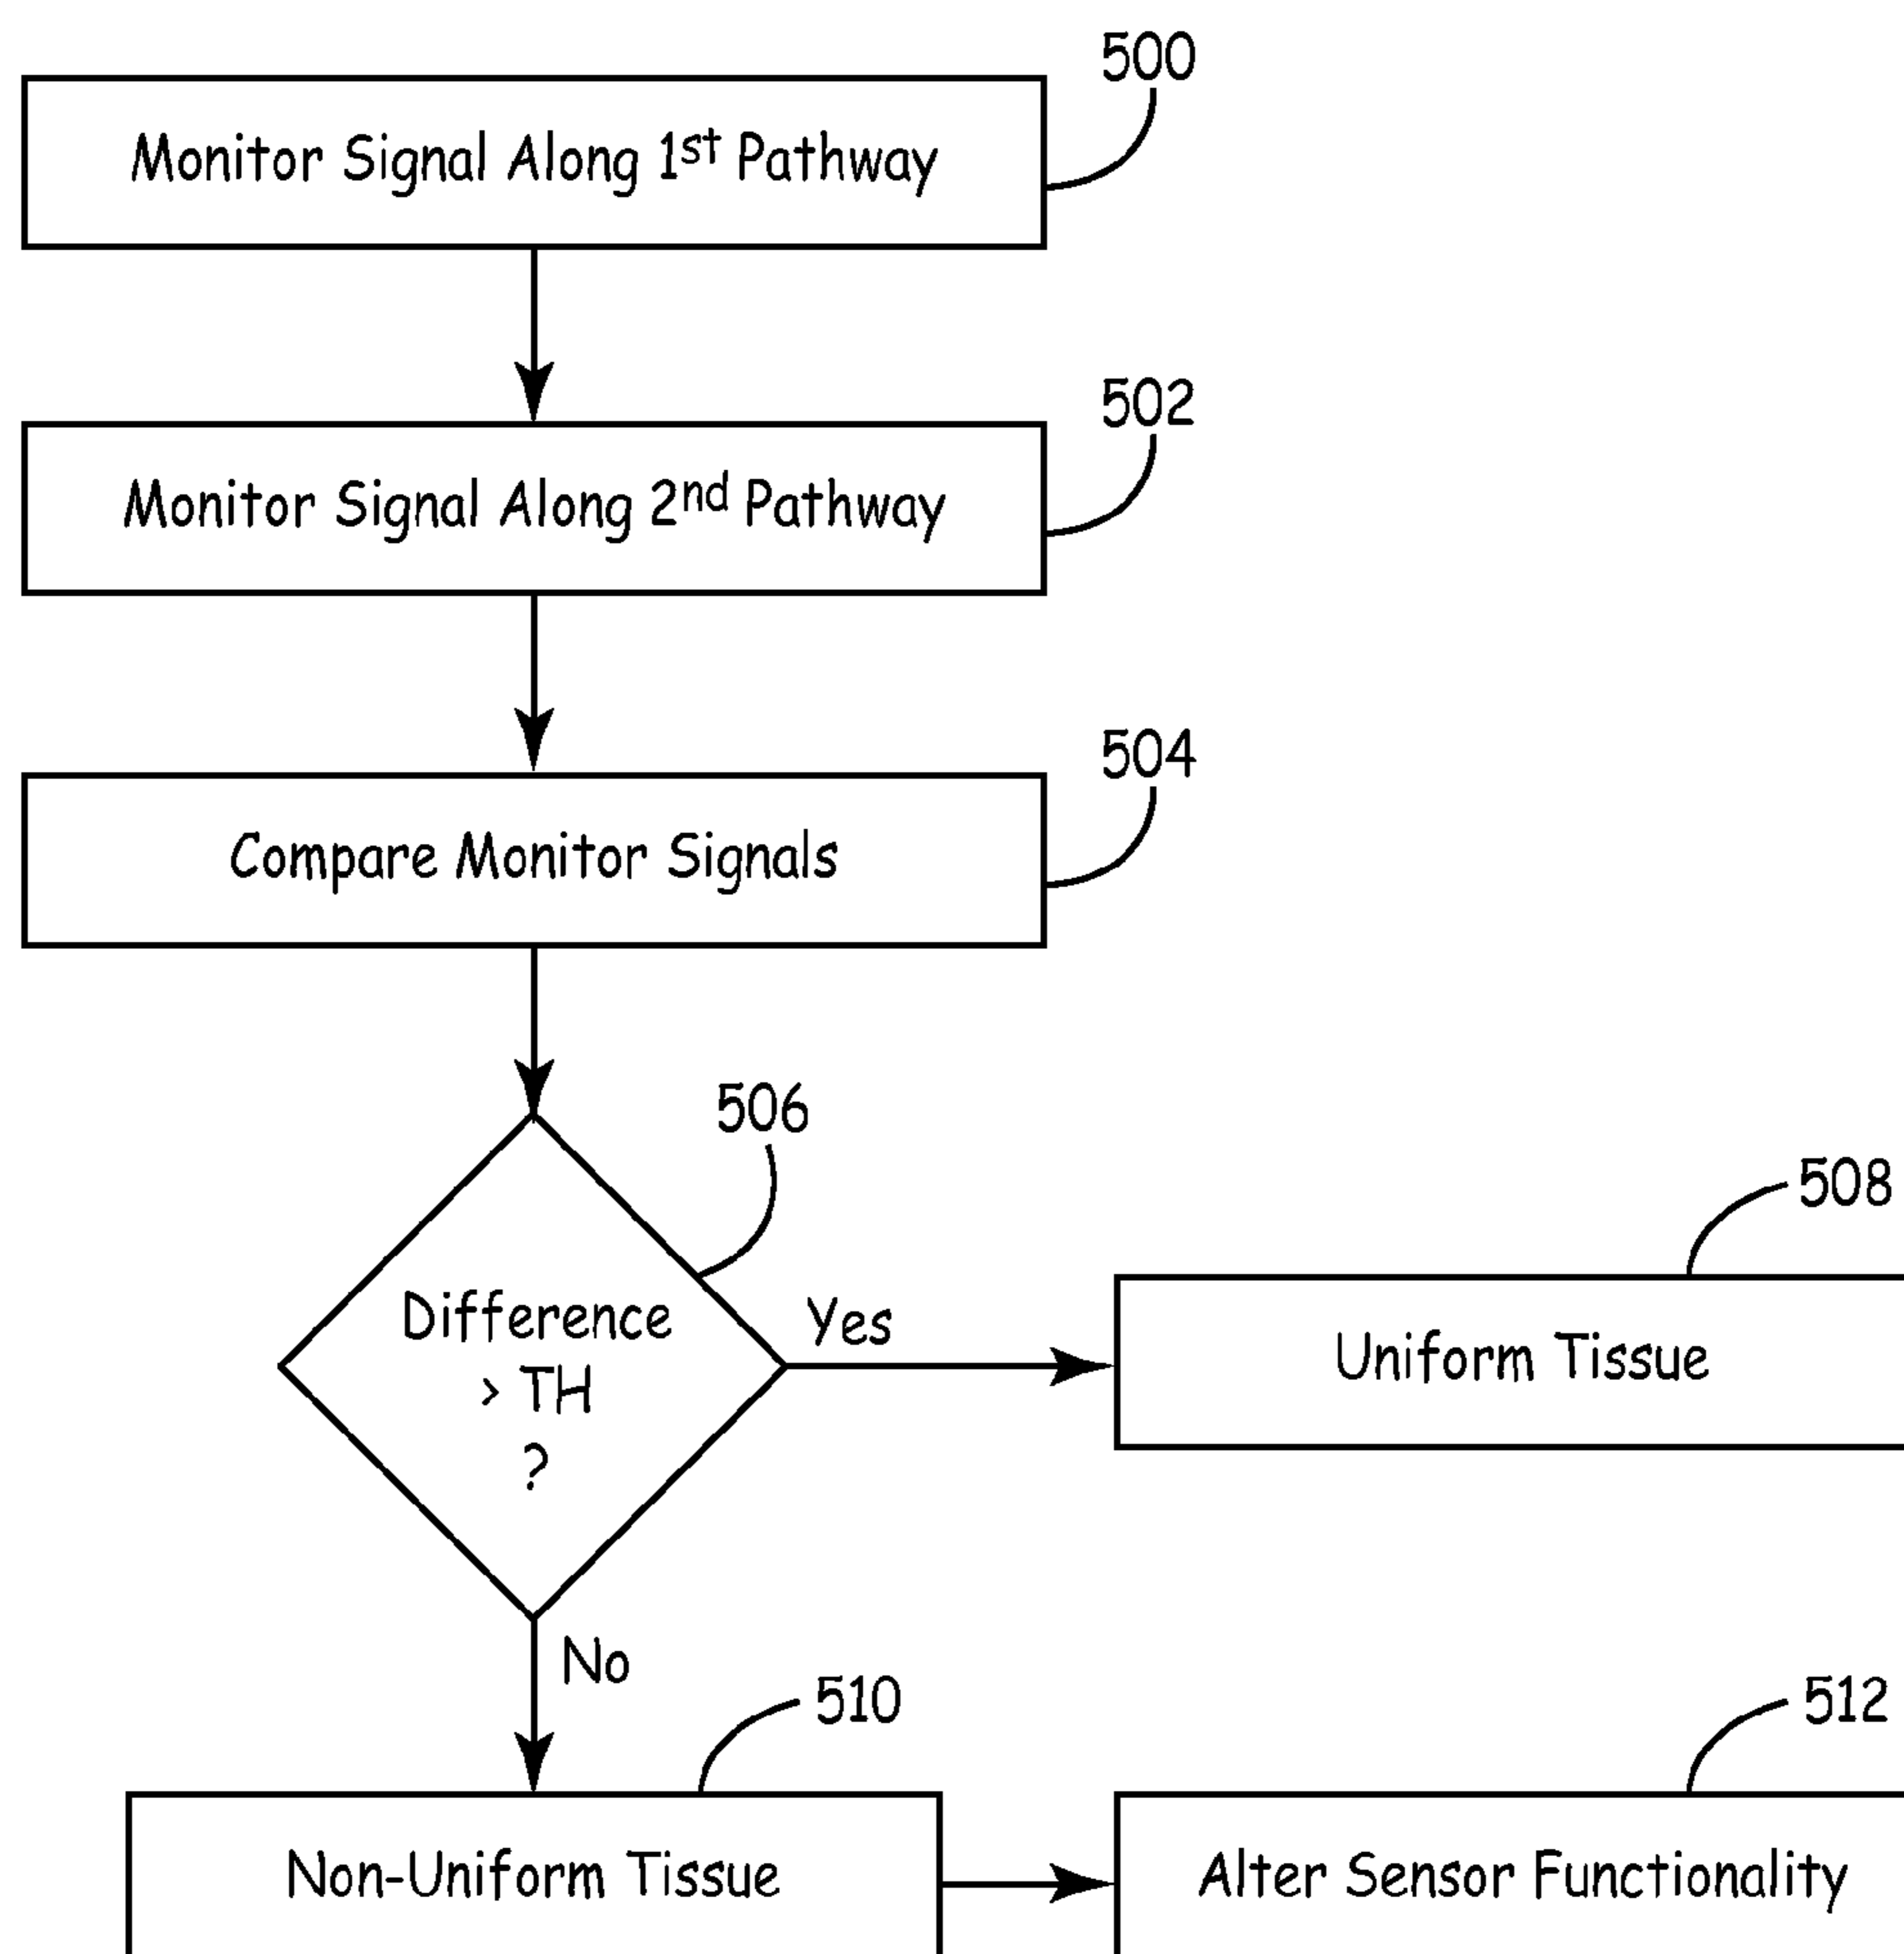 500
Monitor Signal Along 1st Pathway
502
Monitor Signal Along 2nd Pathway
504
Compare Monitor Signals
506
Difference
> TH
?
Yes
508
Uniform Tissue
No
510
Non-Uniform Tissue
512
Alter Sensor Functionality